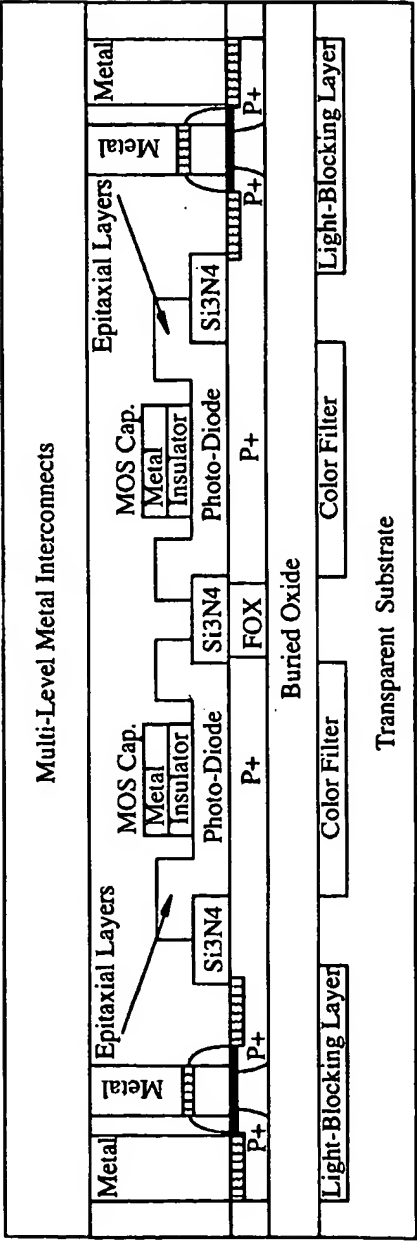 Multi-Level Metal Interconnects
Metal
Metal
Epitaxial Layers
MOS Cap.
Metal
Insulator
Photo-Diode
Si3N4
Si3N4
MOS Cap.
Metal
Insulator
Photo-Diode
Epitaxial Layers
Si3N4
Metal
Metal
P+
P+
P+
FOX
P+
P+
P+
Buried Oxide
Light-Blocking Layer
Color Filter
Color Filter
Light-Blocking Layer
Transparent Substrate